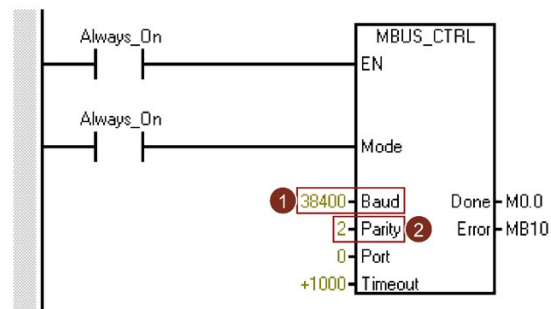 Always_On
MBUS_CTRL
EN
Always_On
Mode
1 38400 Baud Done M0.0
2 Parity 2 Error MB10
0 Port
+1000 Timeout